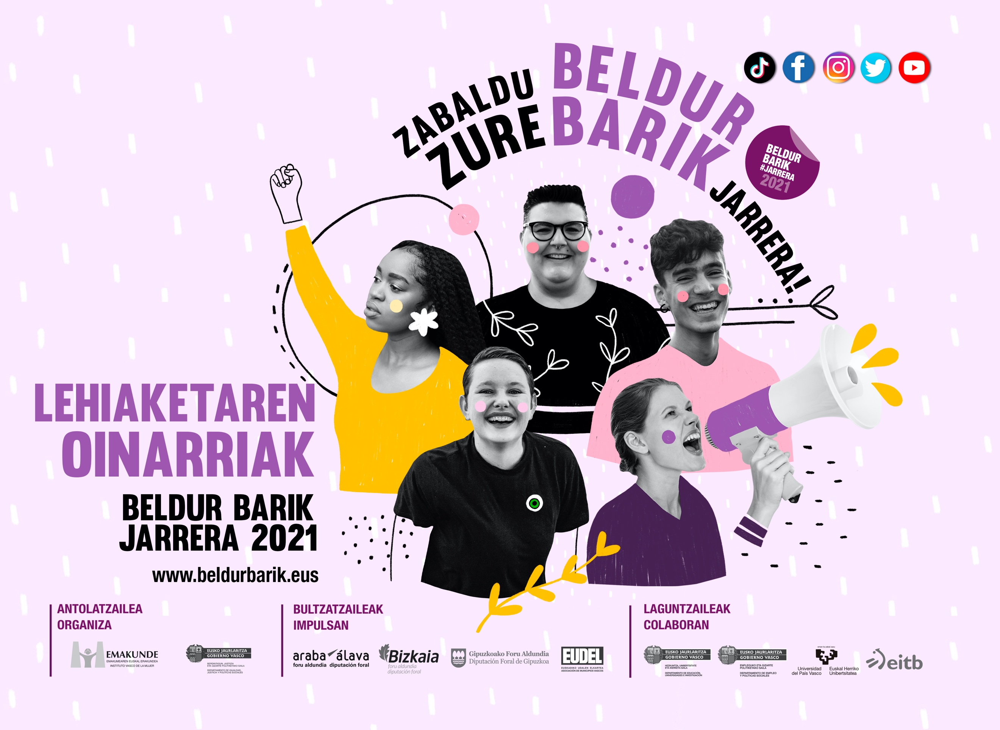 ZABALDU
ZURE
BELDUR
BARIK
JARRERA!
BELDUR
BARIK
#JARRERA
2021
LEHIAKETAREN
OINARRIAK
BELDUR BARIK
JARRERA 2021
www.beldurbarik.eus
ANTOLATZAILEA
ORGANIZA
EMAKUNDE
EMAKUMEAREN EUSKAL ERAKUNDEA
INSTITUTO VASCO DE LA MUJER
EUSKO JAURLARITZA
GOBIERNO VASCO
BERDINTASUN, JUSTIZIA
ETA GIZARTE POLITIKETAKO SAILA
DEPARTAMENTO DE IGUALDAD,
JUSTICIA Y POLÍTICAS SOCIALES
BULTZATZAILEAK
IMPULSAN
araba álava
foru aldundia diputación foral
Bizkaia
foru aldundia
diputación foral
Gipuzkoako Foru Aldundia
Diputación Foral de Gipuzkoa
EUDEL
EUSKADIKO UDALEN ELKARTEA
ASOCIACIÓN DE MUNICIPIOS VASCOS
LAGUNTZAILEAK
COLABORAN
EUSKO JAURLARITZA
GOBIERNO VASCO
HEZKUNTZA, UNIBERTSITATE
ETA IKERKETA SAILA
DEPARTAMENTO DE EDUCACIÓN,
UNIVERSIDADES E INVESTIGACIÓN
EUSKO JAURLARITZA
GOBIERNO VASCO
ENPLEGUKO ETA GIZARTE
POLITIKETAKO SAILA
DEPARTAMENTO DE EMPLEO
Y POLÍTICAS SOCIALES
eman ta zabal zazu
Universidad
del País Vasco
Euskal Herriko
Unibertsitatea
eitb